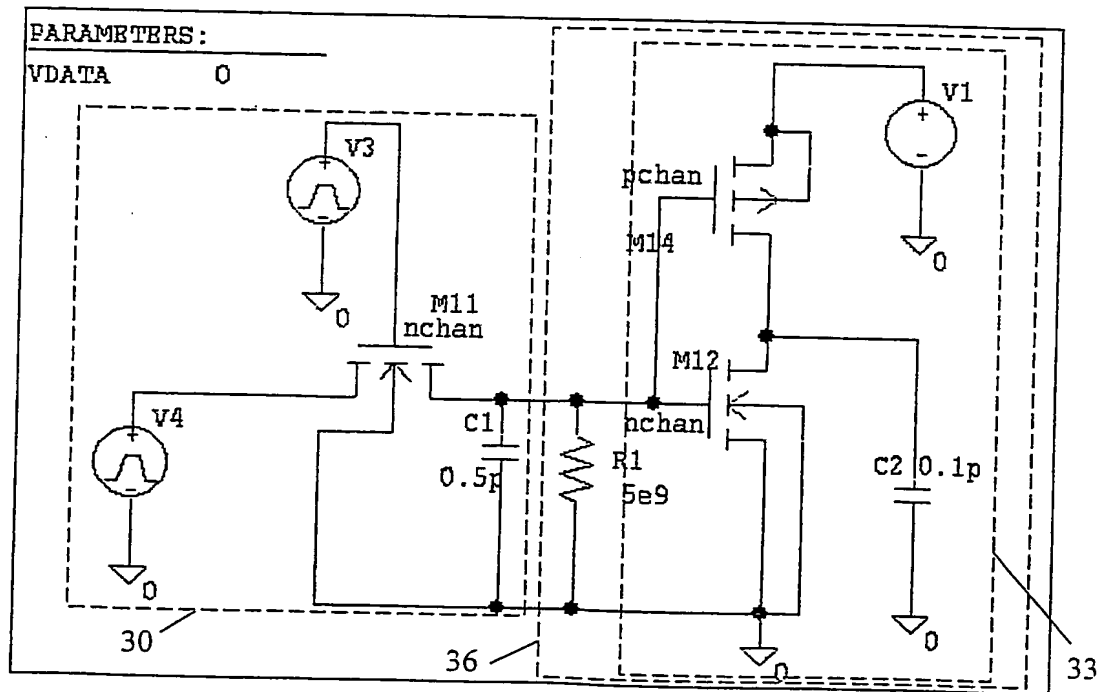 PARAMETERS:
VDATA 0
V3
V1
+
-
+
-
pchan
M14
0
0
M11
nchan
M12
nchan
V4
+
-
C1
0.5p
R1
5e9
C2 0.1p
0
0
0
30
36
33